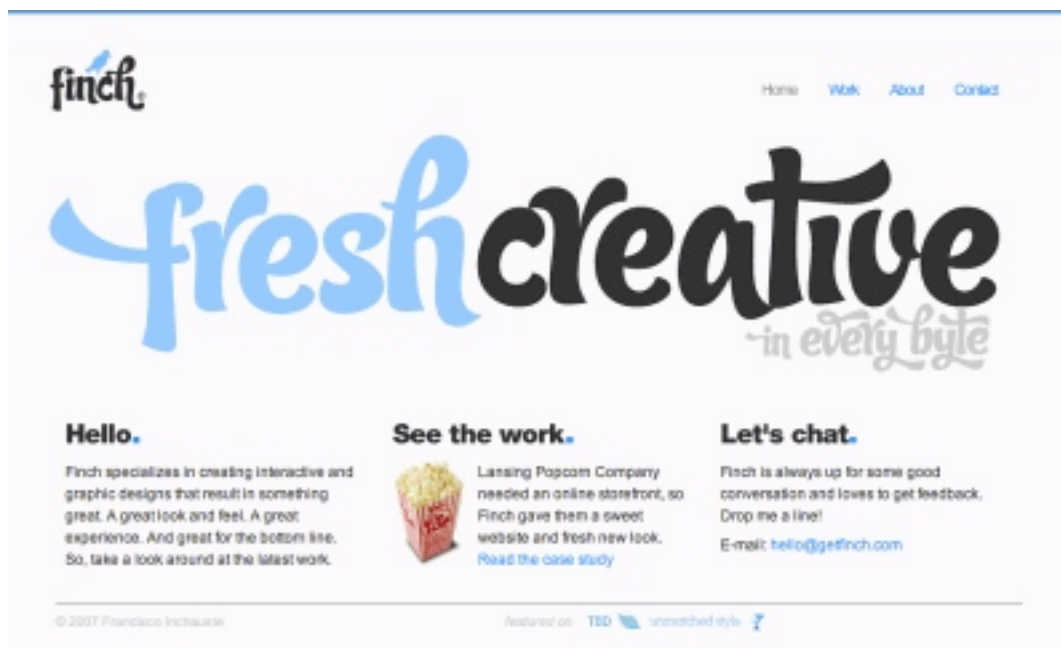 finch
Home Work About Contact
freshcreative
in every byte
Hello.
Finch specializes in creating interactive and
graphic designs that result in something
great. A great look and feel. A great
experience. And great for the bottom line.
So, take a look around at the latest work.
See the work.
Lansing Popcorn Company
needed an online storefront, so
Finch gave them a sweet
website and fresh new look.
Read the case study
Let's chat.
Finch is always up for some good
conversation and loves to get feedback.
Drop me a line!
E-mail: hello@getfinch.com
© 2007 Francisco Inchauste
featured on TBD unmatched style